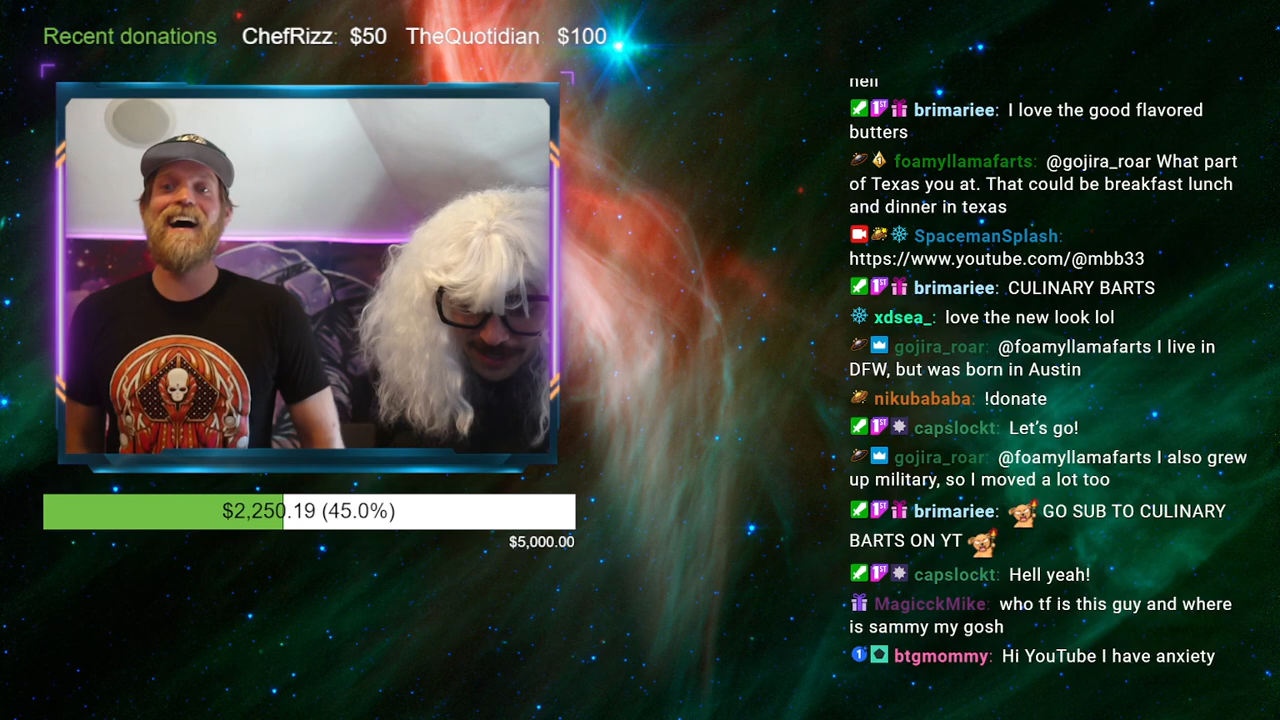 Recent donations ChefRizz: $50 TheQuotidian $100
hell
brimariee: I love the good flavored
butters
foamyllamafarts: @gojira_roar What part
of Texas you at. That could be breakfast lunch
and dinner in texas
SpacemanSplash:
https://www.youtube.com/@mbb33
brimariee: CULINARY BARTS
xdsea_: love the new look lol
gojira_roar: @foamyllamafarts I live in
DFW, but was born in Austin
nikubababa: !donate
capslockt: Let’s go!
gojira_roar: @foamyllamafarts I also grew
up military, so I moved a lot too
brimariee: GO SUB TO CULINARY
BARTS ON YT
capslockt: Hell yeah!
MagicckMike: who tf is this guy and where
is sammy my gosh
btgmommy: Hi YouTube I have anxiety
$2,250.19 (45.0%)
$5,000.00